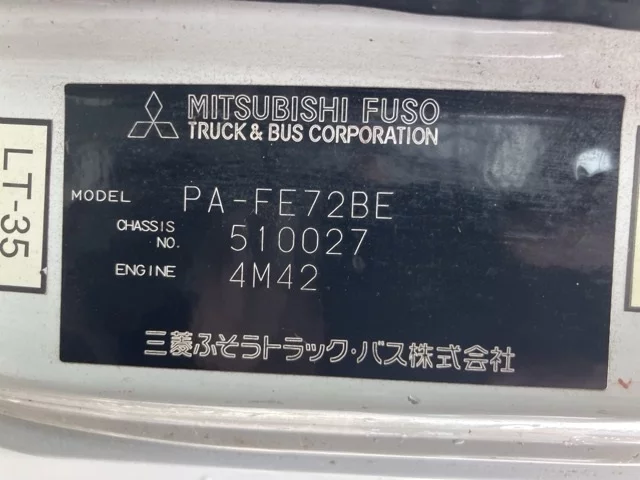 MITSUBISHI FUSO
TRUCK & BUS CORPORATION
MODEL PA-FE72BE
CHASSIS NO. 510027
ENGINE 4M42
三菱ふそうトラック・バス株式会社
LT-35